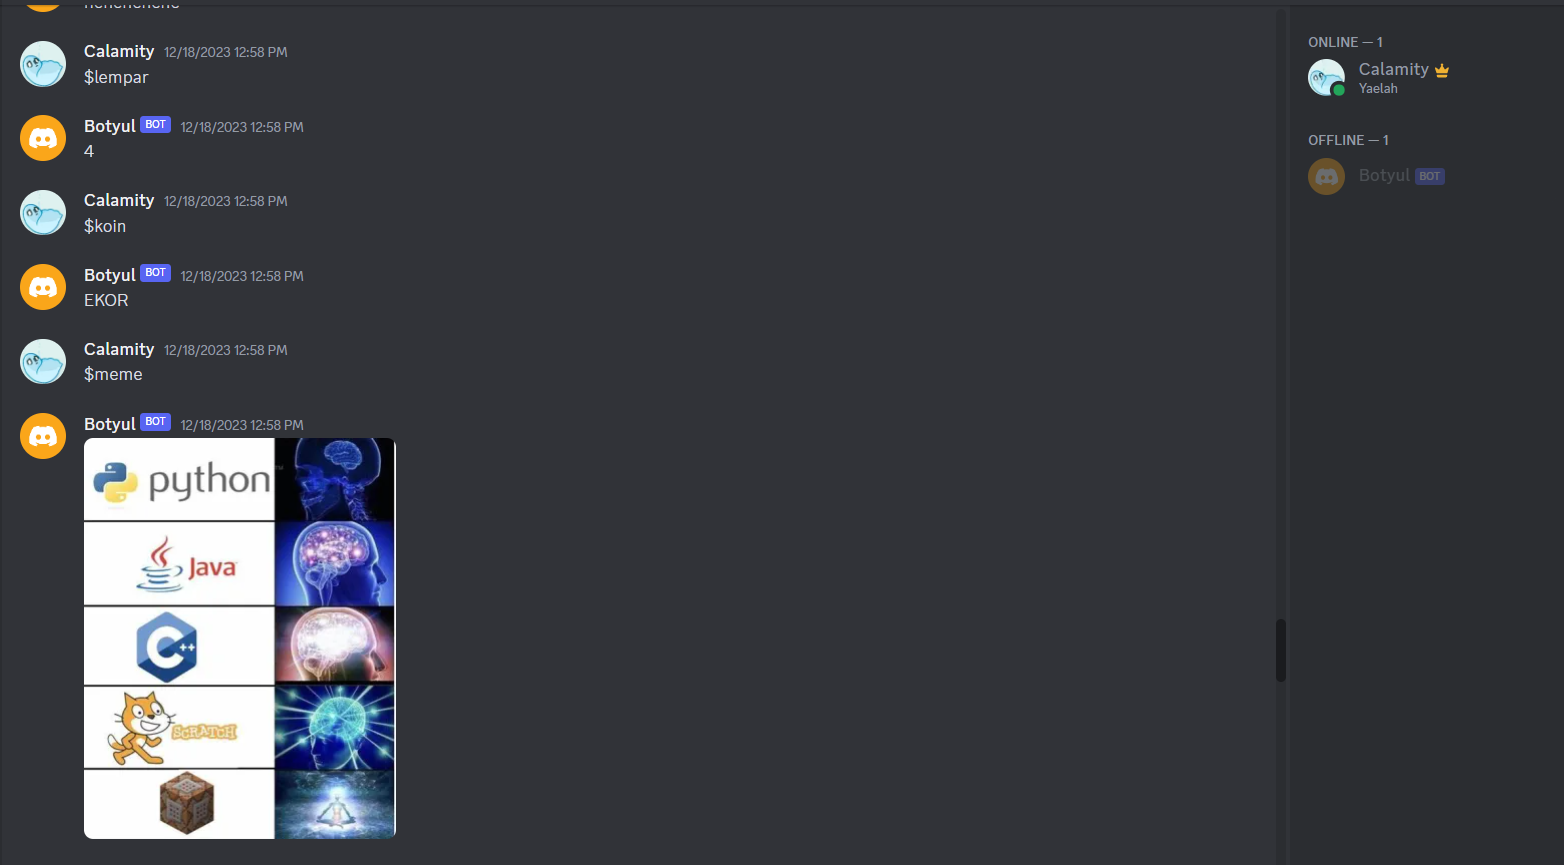 Calamity 12/18/2023 12:58 PM
$lempar
Botyul BOT 12/18/2023 12:58 PM
4
Calamity 12/18/2023 12:58 PM
$koin
Botyul BOT 12/18/2023 12:58 PM
EKOR
Calamity 12/18/2023 12:58 PM
$meme
Botyul BOT 12/18/2023 12:58 PM
python
Java
C++
SCRATCH
ONLINE — 1
Calamity
Yaelah
OFFLINE — 1
Botyul BOT